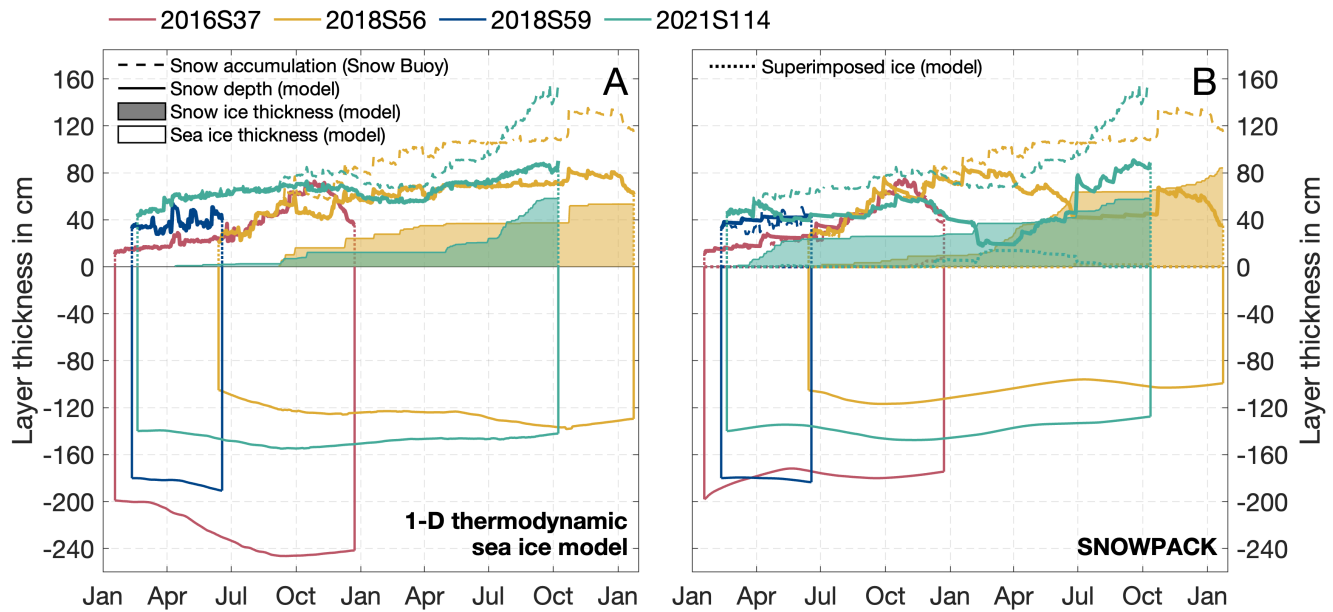 2016S37 2018S56 2018S59 2021S114
Snow accumulation (Snow Buoy)
Snow depth (model)
Snow ice thickness (model)
Sea ice thickness (model)
A
Layer thickness in cm
160
120
80
40
0
-40
-80
-120
-160
-200
-240
1-D thermodynamic
sea ice model
Jan Apr Jul Oct Jan Apr Jul Oct Jan
Superimposed ice (model)
B
160
120
80
40
0
-40
-80
-120
-160
-200
-240
Layer thickness in cm
SNOWPACK
Jan Apr Jul Oct Jan Apr Jul Oct Jan